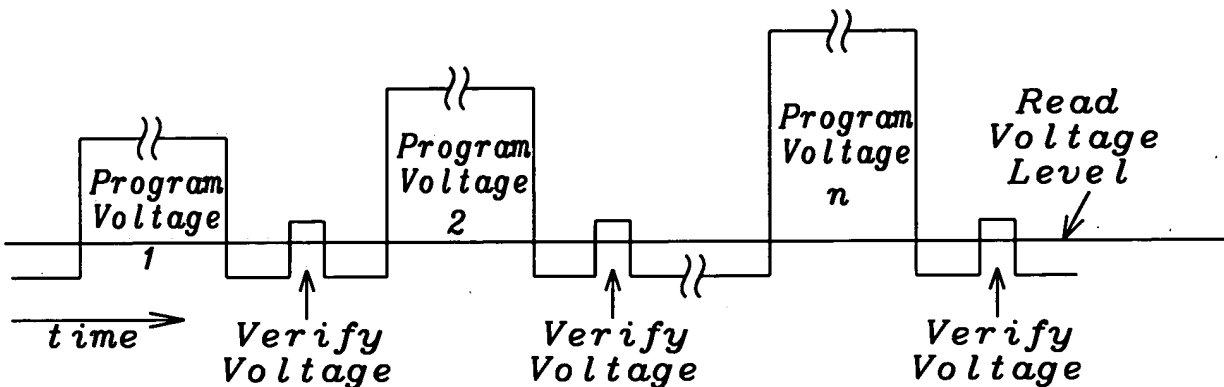 Program
Voltage
1
Program
Voltage
2
Program
Voltage
n
Read
Voltage
Level
time
Verify
Voltage
Verify
Voltage
Verify
Voltage